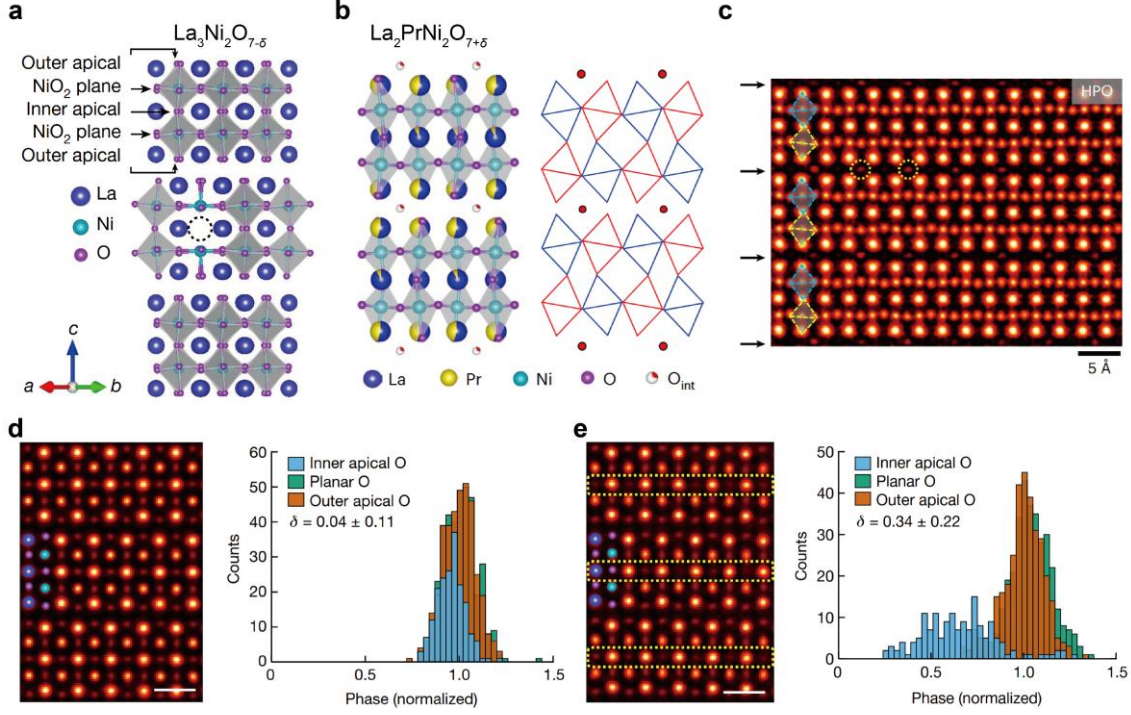 a
La₃Ni₂O₇₋δ
Outer apical
NiO₂ plane
Inner apical
NiO₂ plane
Outer apical
La
Ni
O
c
a
b
b
La₂PrNi₂O₇₊δ
La
Pr
Ni
O
Oᵢₙₜ
c
HPO
5 Å
d
60
50
40
30
20
10
0
Counts
Inner apical O
Planar O
Outer apical O
δ = 0.04 ± 0.11
0 0.5 1.0 1.5
Phase (normalized)
e
50
40
30
20
10
0
Counts
Inner apical O
Planar O
Outer apical O
δ = 0.34 ± 0.22
0 0.5 1.0 1.5
Phase (normalized)